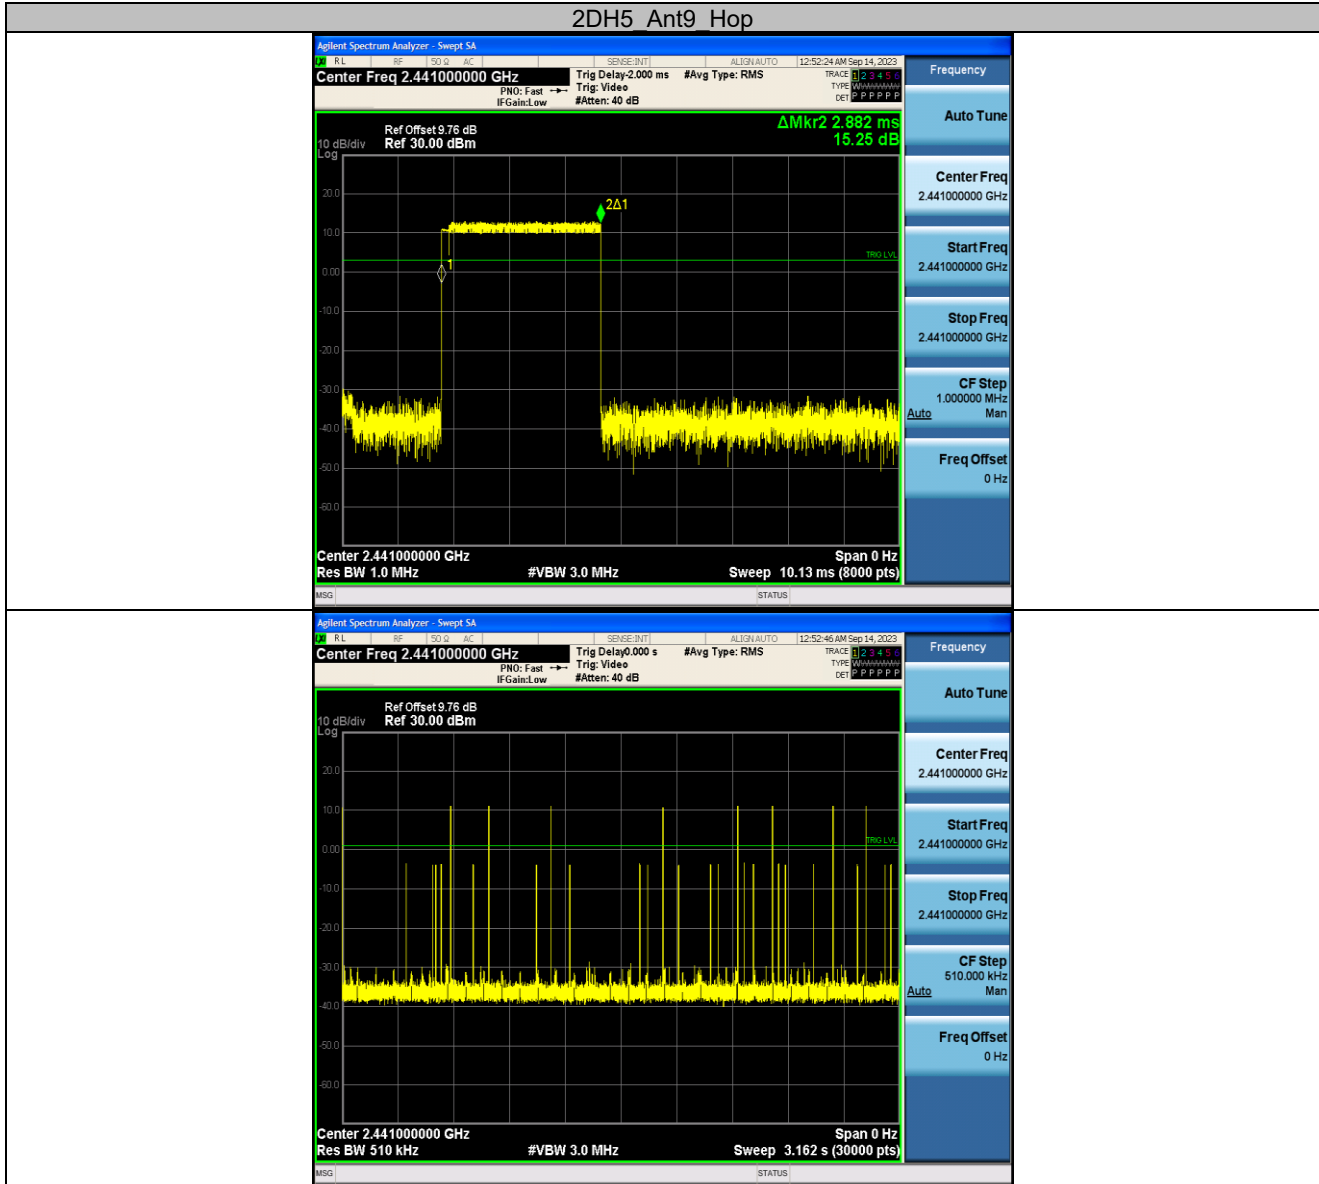 2DH5_Ant9_Hop
Agilent Spectrum Analyzer - Swept SA
RL RF 50 Ω AC SENSE:INT ALIGN AUTO 12:52:24 AM Sep 14, 2023
Center Freq 2.441000000 GHz
PNO: Fast
IFGain:Low
Trig Delay-2.000 ms
Trig: Video
#Atten: 40 dB
#Avg Type: RMS
TRACE 1 2 3 4 5 6
TYPE
DET P P P P P P
Frequency
Auto Tune
Center Freq
2.441000000 GHz
Start Freq
2.441000000 GHz
Stop Freq
2.441000000 GHz
CF Step
1.000000 MHz
Auto Man
Freq Offset
0 Hz
ΔMkr2 2.882 ms
15.25 dB
Ref Offset 9.76 dB
10 dB/div Ref 30.00 dBm
Log
20.0
10.0
0.00
-10.0
-20.0
-30.0
-40.0
-50.0
-60.0
2Δ1
1
TRIG LVL
Center 2.441000000 GHz Span 0 Hz
Res BW 1.0 MHz #VBW 3.0 MHz Sweep 10.13 ms (8000 pts)
MSG STATUS
Agilent Spectrum Analyzer - Swept SA
RL RF 50 Ω AC SENSE:INT ALIGN AUTO 12:52:46 AM Sep 14, 2023
Center Freq 2.441000000 GHz
PNO: Fast
IFGain:Low
Trig Delay0.000 s
Trig: Video
#Atten: 40 dB
#Avg Type: RMS
TRACE 1 2 3 4 5 6
TYPE
DET P P P P P P
Frequency
Auto Tune
Center Freq
2.441000000 GHz
Start Freq
2.441000000 GHz
Stop Freq
2.441000000 GHz
CF Step
510.000 kHz
Auto Man
Freq Offset
0 Hz
Ref Offset 9.76 dB
10 dB/div Ref 30.00 dBm
Log
20.0
10.0
0.00
-10.0
-20.0
-30.0
-40.0
-50.0
-60.0
TRIG LVL
Center 2.441000000 GHz Span 0 Hz
Res BW 510 kHz #VBW 3.0 MHz Sweep 3.162 s (30000 pts)
MSG STATUS